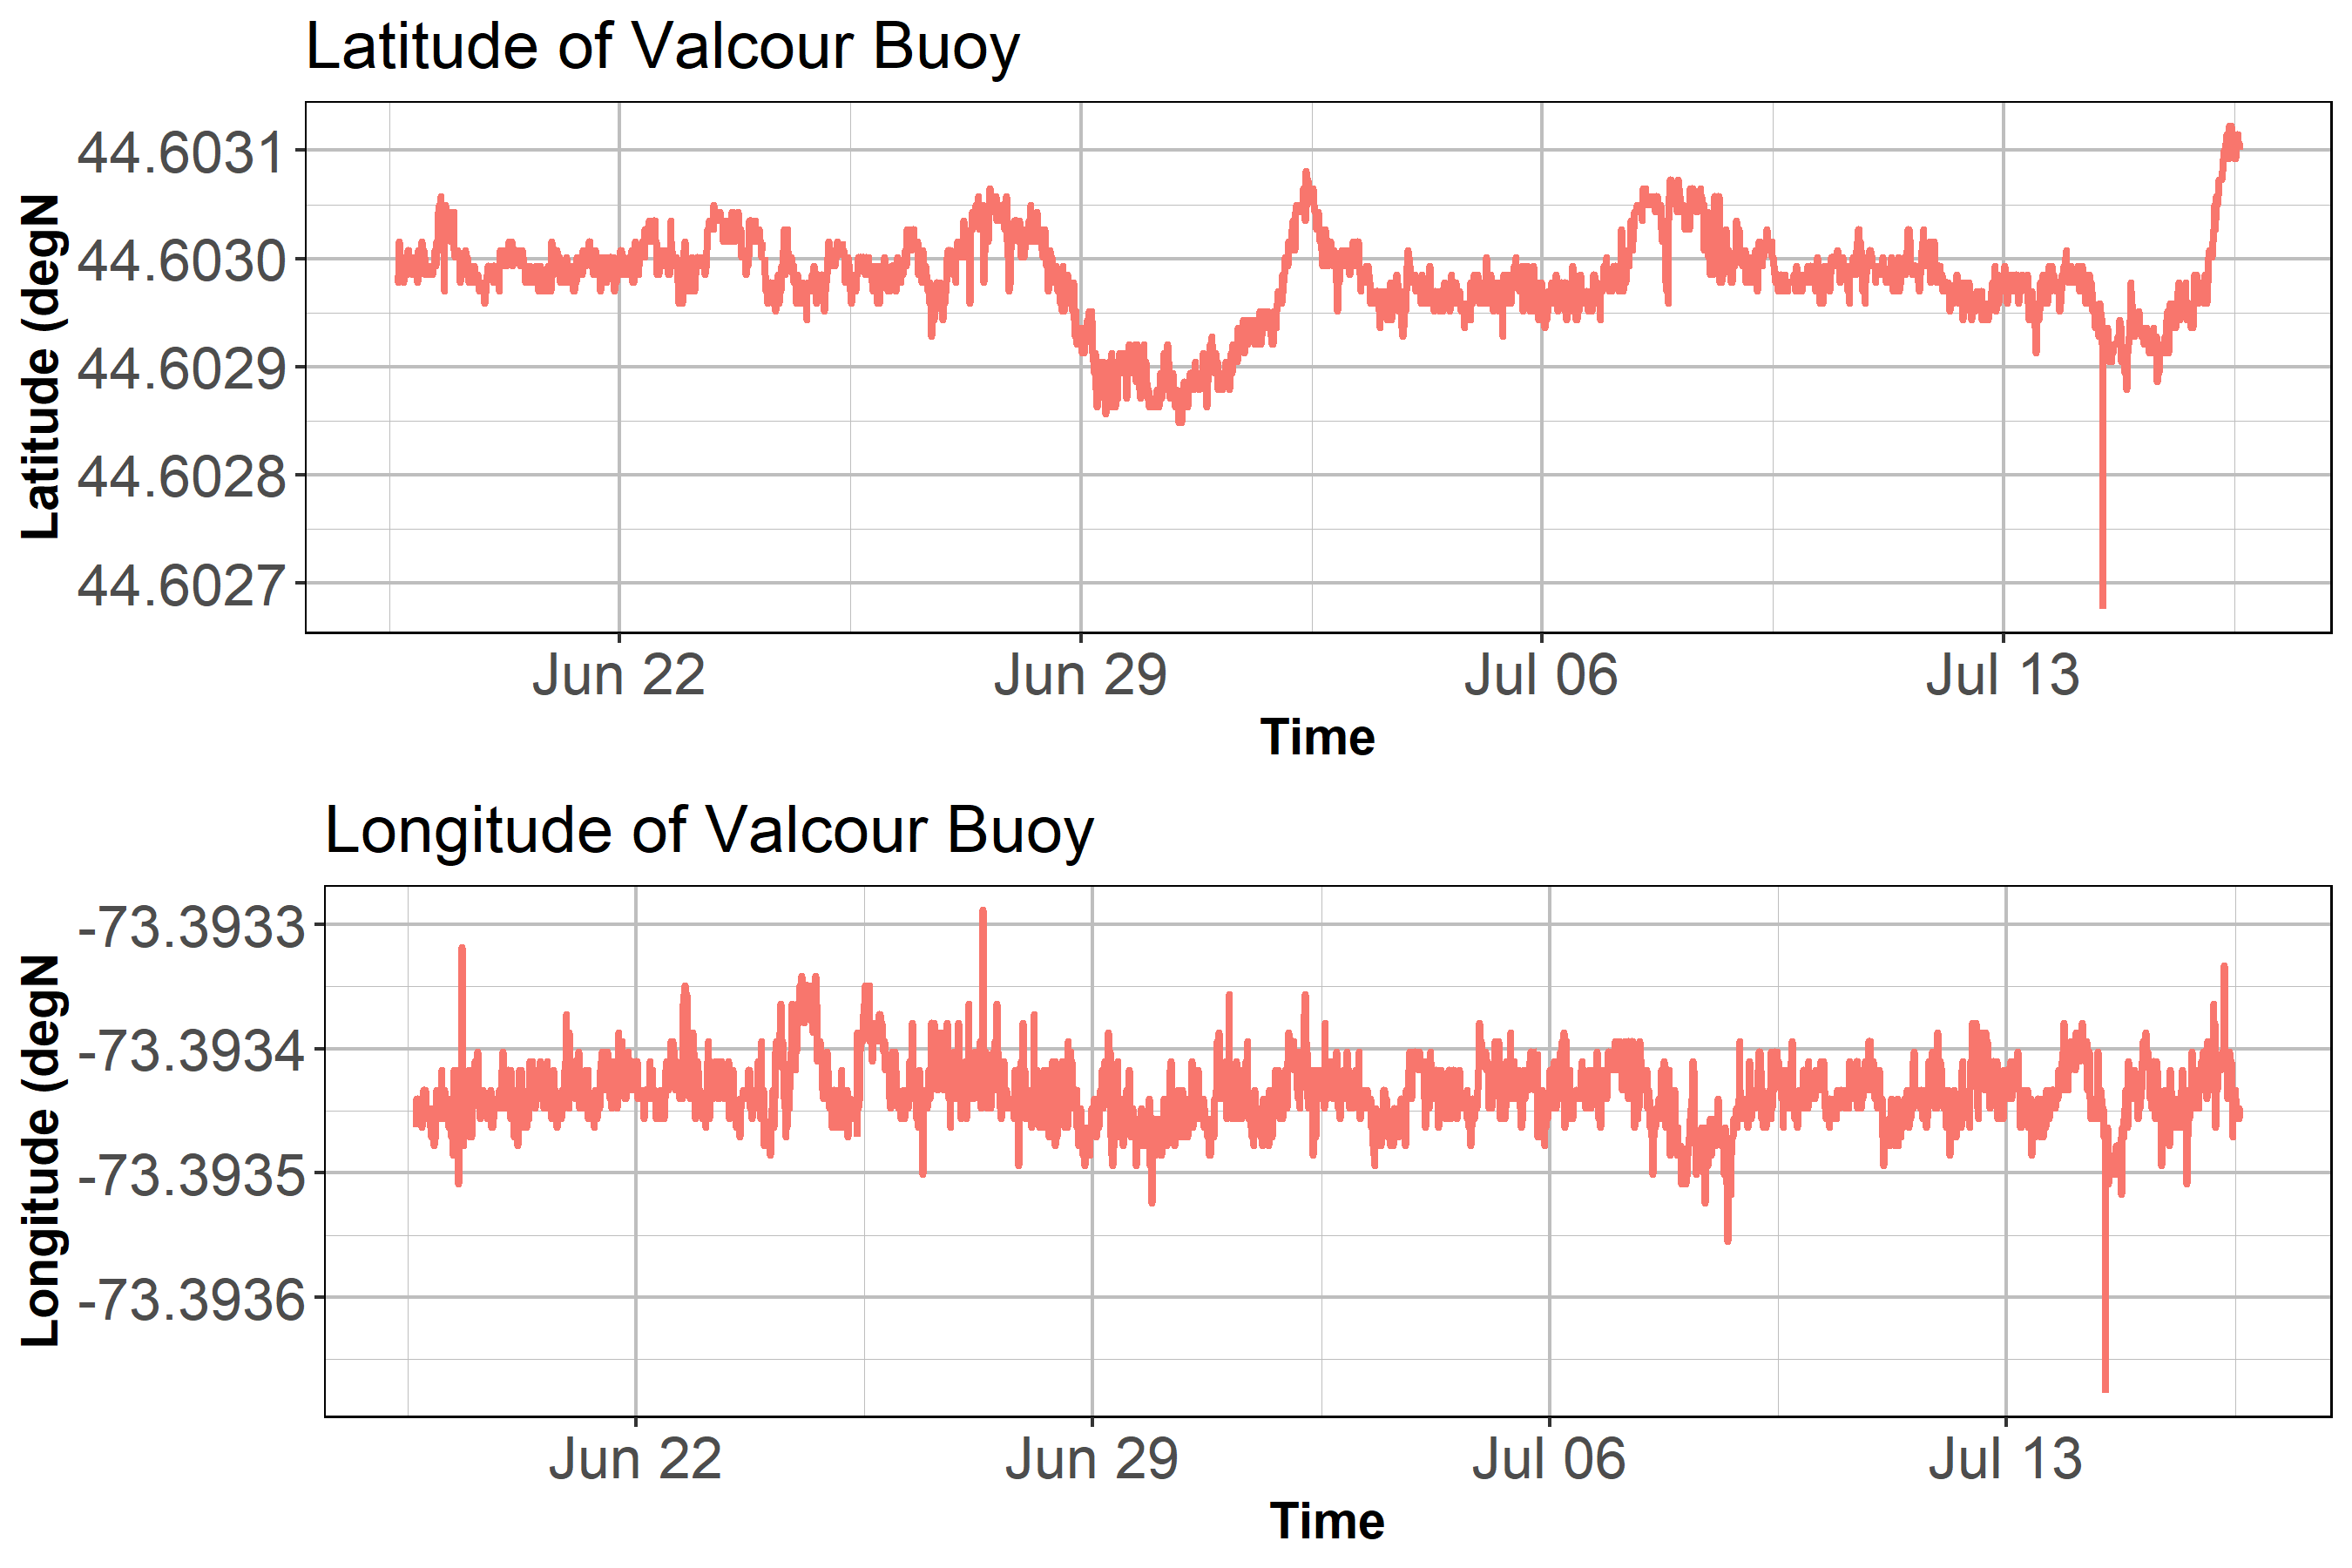 Latitude of Valcour Buoy
Latitude (degN
44.6031
44.6030
44.6029
44.6028
44.6027
Jun 22 Jun 29 Jul 06 Jul 13
Time
Longitude of Valcour Buoy
Longitude (degN
-73.3933
-73.3934
-73.3935
-73.3936
Jun 22 Jun 29 Jul 06 Jul 13
Time